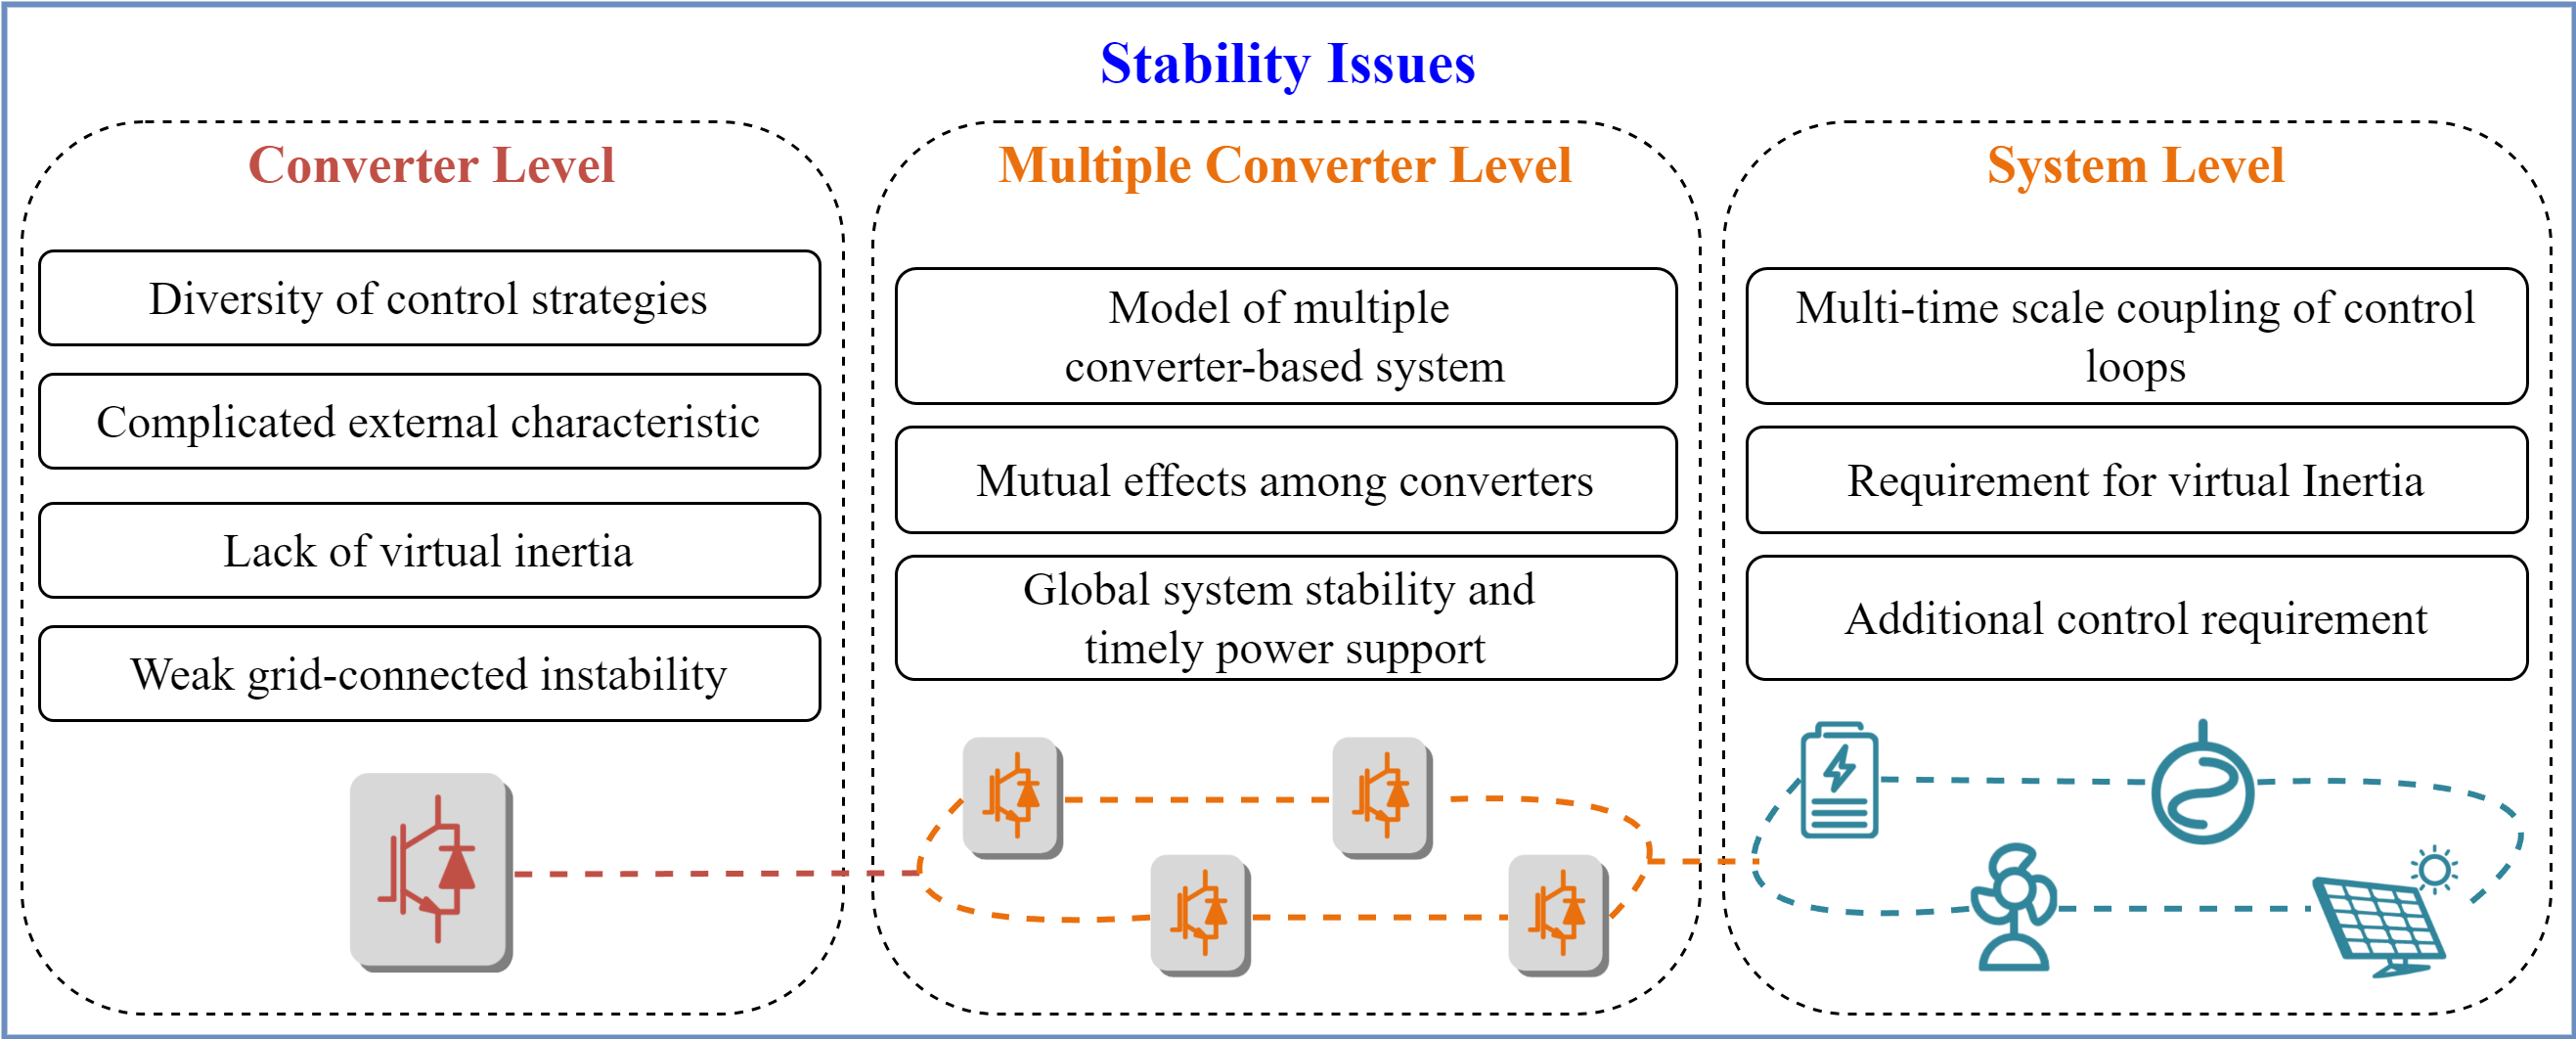 Stability Issues
Converter Level
Diversity of control strategies
Complicated external characteristic
Lack of virtual inertia
Weak grid-connected instability
Multiple Converter Level
Model of multiple
converter-based system
Mutual effects among converters
Global system stability and
timely power support
System Level
Multi-time scale coupling of control
loops
Requirement for virtual Inertia
Additional control requirement